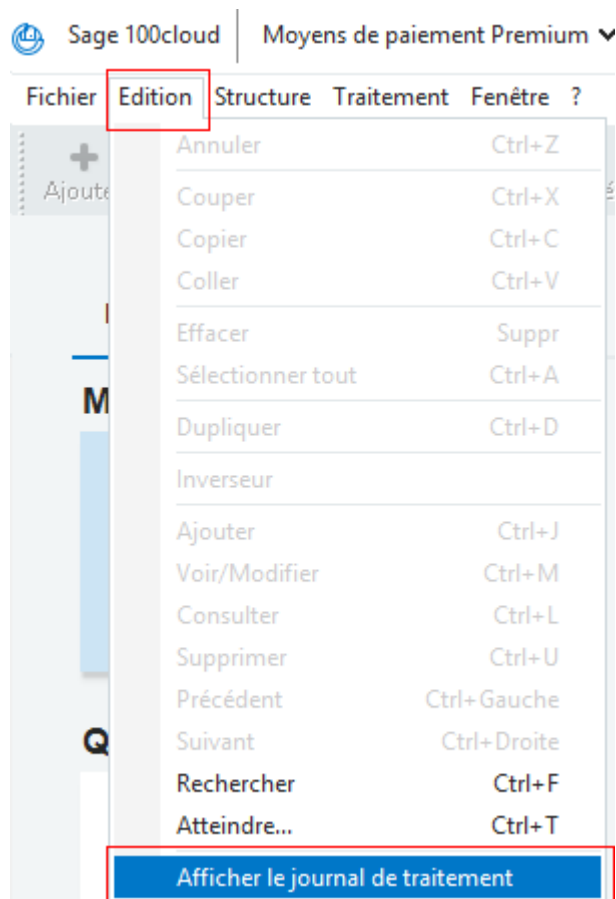 Sage 100cloud Moyens de paiement Premium
Fichier Edition Structure Traitement Fenêtre ?
Annuler Ctrl+Z
Ajoute
Couper Ctrl+X
Copier Ctrl+C
Coller Ctrl+V
Effacer Suppr
Sélectionner tout Ctrl+A
M
Dupliquer Ctrl+D
Inverseur
Ajouter Ctrl+J
Voir/Modifier Ctrl+M
Consulter Ctrl+L
Supprimer Ctrl+U
Précédent Ctrl+Gauche
Q
Suivant Ctrl+Droite
Rechercher Ctrl+F
Atteindre... Ctrl+T
Afficher le journal de traitement